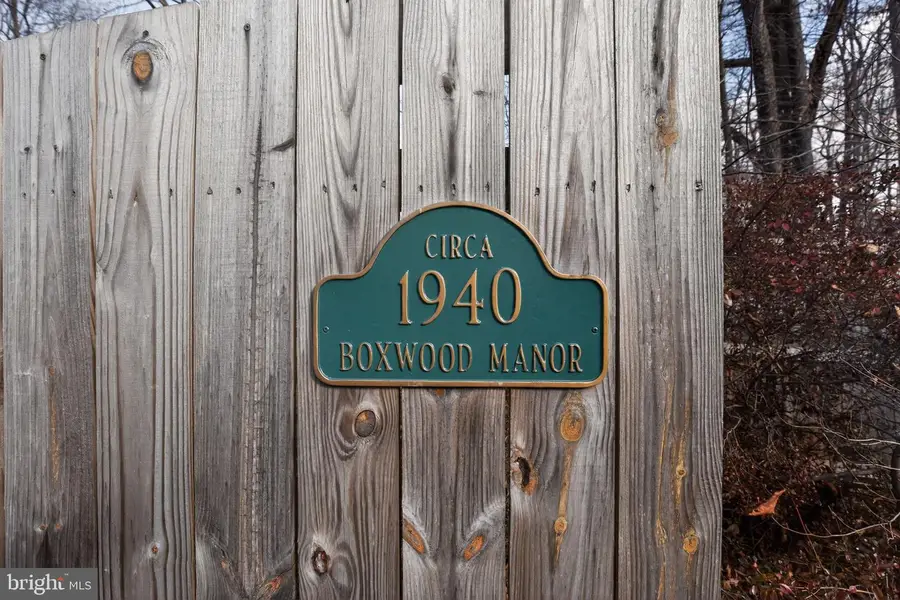 CIRCA
1940
BOXWOOD MANOR
bright MLS